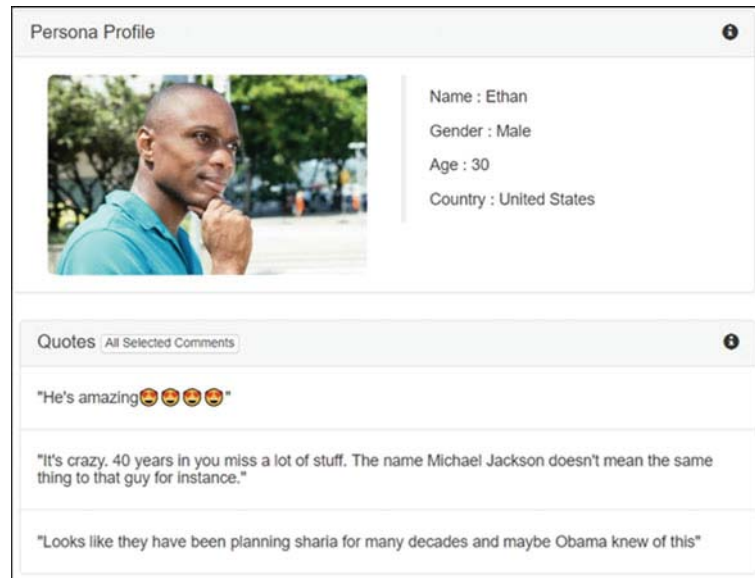 Persona Profile
Name : Ethan
Gender : Male
Age : 30
Country : United States
Quotes All Selected Comments
"He's amazing😍😍😍😍"
"It's crazy. 40 years in you miss a lot of stuff. The name Michael Jackson doesn't mean the same
thing to that guy for instance."
"Looks like they have been planning sharia for many decades and maybe Obama knew of this"